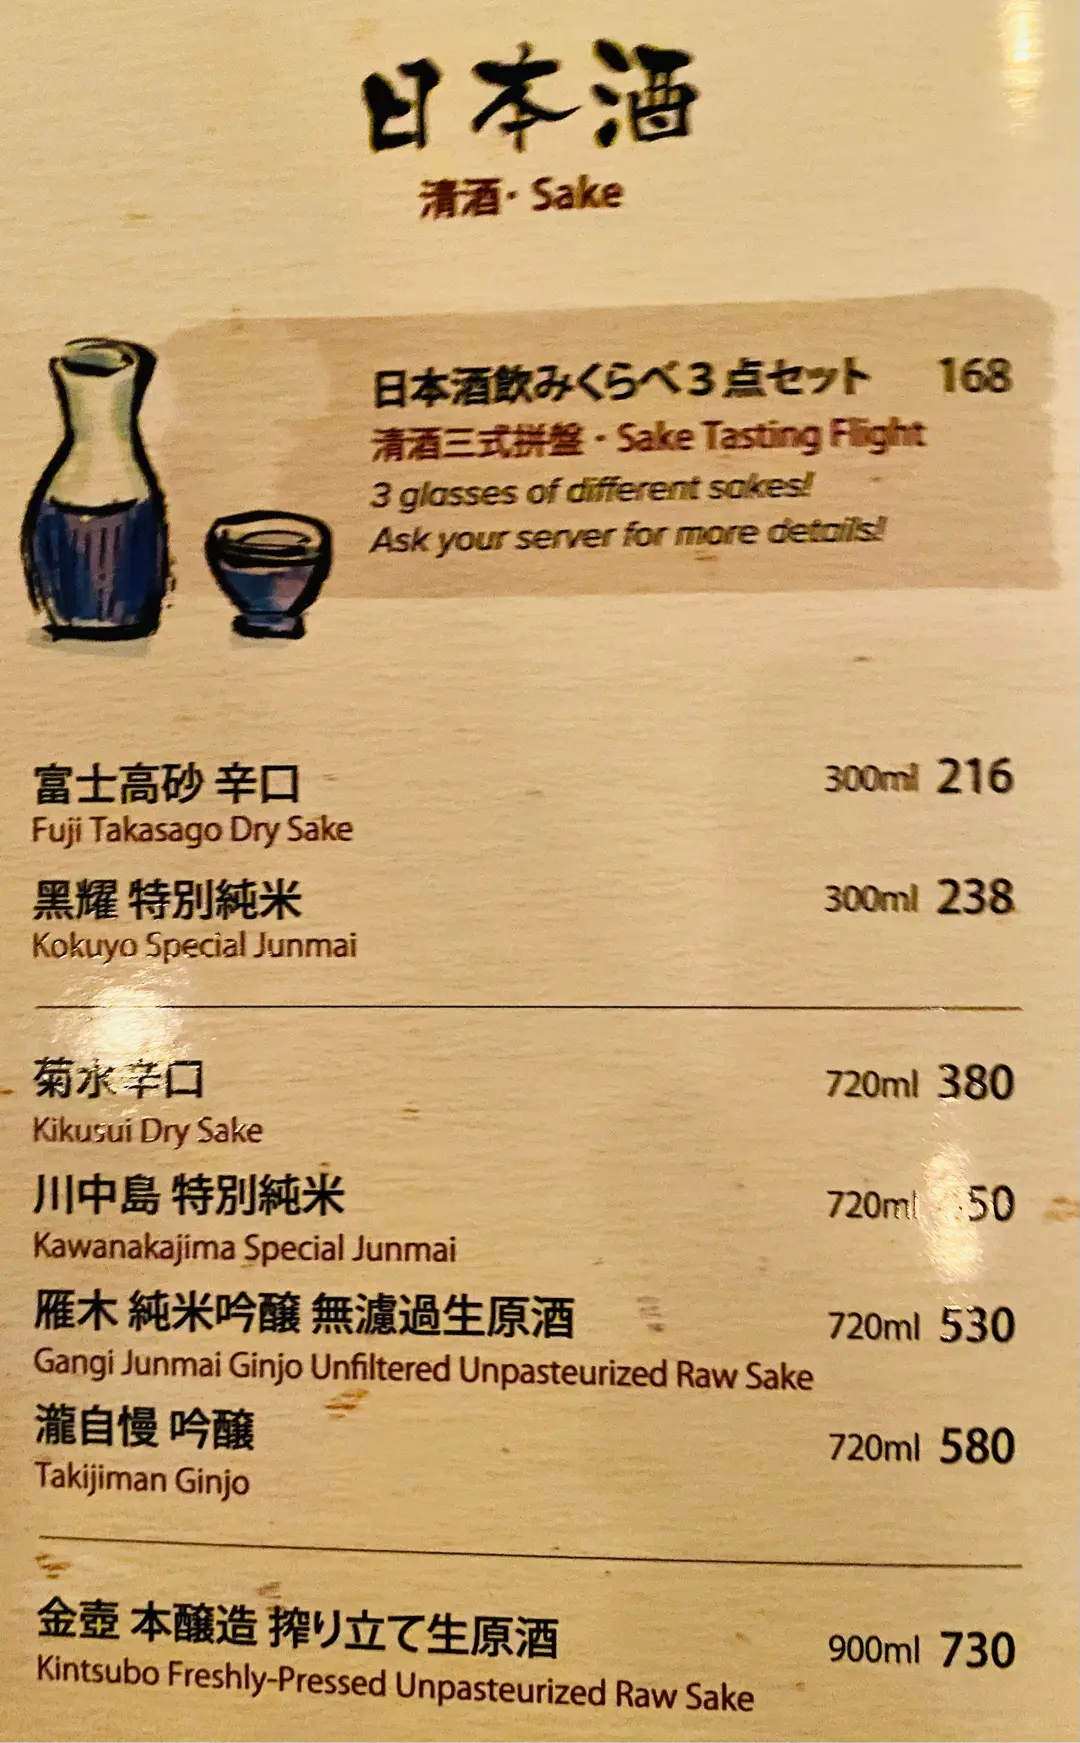 日本酒
清酒・Sake
日本酒飲みくらべ3点セット 168
清酒三式拼盤・Sake Tasting Flight
3 glasses of different sakes!
Ask your server for more details!
富士高砂 辛口 300ml 216
Fuji Takasago Dry Sake
黑耀 特別純米 300ml 238
Kokuyo Special Junmai
菊水辛口 720ml 380
Kikusui Dry Sake
川中島 特別純米 720ml
Kawanakajima Special Junmai
雁木 純米吟醸 無濾過生原酒 720ml 530
Gangi Junmai Ginjo Unfiltered Unpasteurized Raw Sake
瀧自慢 吟醸 720ml 580
Takijiman Ginjo
金壺 本醸造 搾り立て生原酒 900ml 730
Kintsubo Freshly-Pressed Unpasteurized Raw Sake